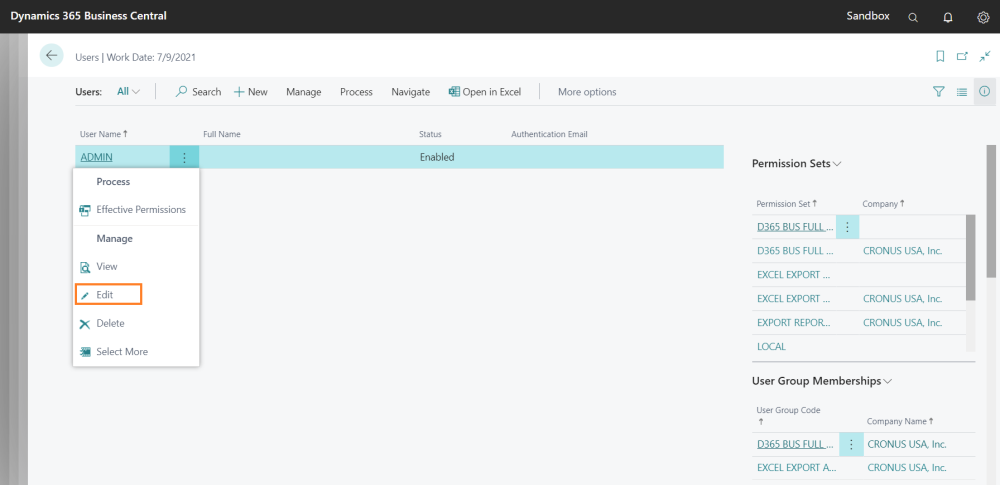 Dynamics 365 Business Central
Sandbox
Users | Work Date: 7/9/2021
Users: All Search New Manage Process Navigate Open in Excel More options
User Name ↑ Full Name Status Authentication Email
ADMIN Enabled
Process
Effective Permissions
Manage
View
Edit
Delete
Select More
Permission Sets
Permission Set ↑ Company ↑
D365 BUS FULL ...
D365 BUS FULL ... CRONUS USA, Inc.
EXCEL EXPORT ...
EXCEL EXPORT ... CRONUS USA, Inc.
EXPORT REPOR... CRONUS USA, Inc.
LOCAL
User Group Memberships
User Group Code
↑ Company Name ↑
D365 BUS FULL ... CRONUS USA, Inc.
EXCEL EXPORT A... CRONUS USA, Inc.